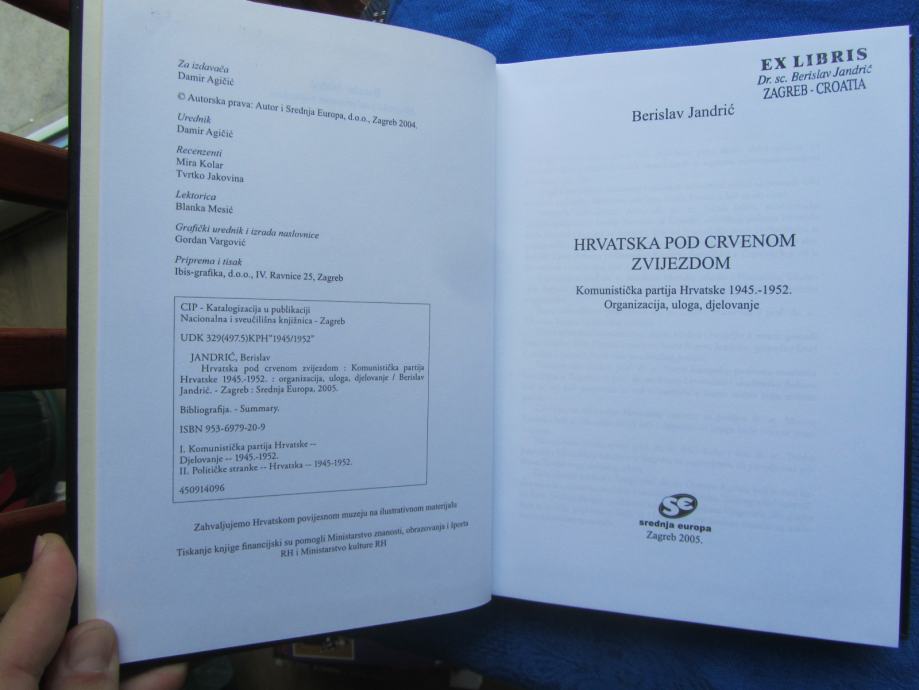 Za izdavača
Damir Agičić
© Autorska prava: Autor i Srednja Europa, d.o.o., Zagreb 2004.
Urednik
Damir Agičić
Recenzenti
Mira Kolar
Tvrtko Jakovina
Lektorica
Blanka Mesić
Grafički urednik i izrada naslovnice
Gordan Vargović
Priprema i tisak
Ibis-grafika, d.o.o., IV. Ravnice 25, Zagreb
CIP - Katalogizacija u publikaciji
Nacionalna i sveučilišna knjižnica - Zagreb
UDK 329(497.5)KPH"1945/1952"
JANDRIĆ, Berislav
Hrvatska pod crvenom zvijezdom : Komunistička partija
Hrvatske 1945.-1952. : organizacija, uloga, djelovanje / Berislav
Jandrić. - Zagreb : Srednja Europa, 2005.
Bibliografija. - Summary.
ISBN 953-6979-20-9
I. Komunistička partija Hrvatske --
Djelovanje -- 1945.-1952.
II. Političke stranke -- Hrvatska -- 1945-1952.
450914096
Zahvaljujemo Hrvatskom povijesnom muzeju na ilustrativnom materijalu
Tiskanje knjige financijski su pomogli Ministarstvo znanosti, obrazovanja i športa
RH i Ministarstvo kulture RH
EX LIBRIS
Dr. sc. Berislav Jandrić
ZAGREB - CROATIA
Berislav Jandrić
HRVATSKA POD CRVENOM
ZVIJEZDOM
Komunistička partija Hrvatske 1945.-1952.
Organizacija, uloga, djelovanje
se
srednja europa
Zagreb 2005.